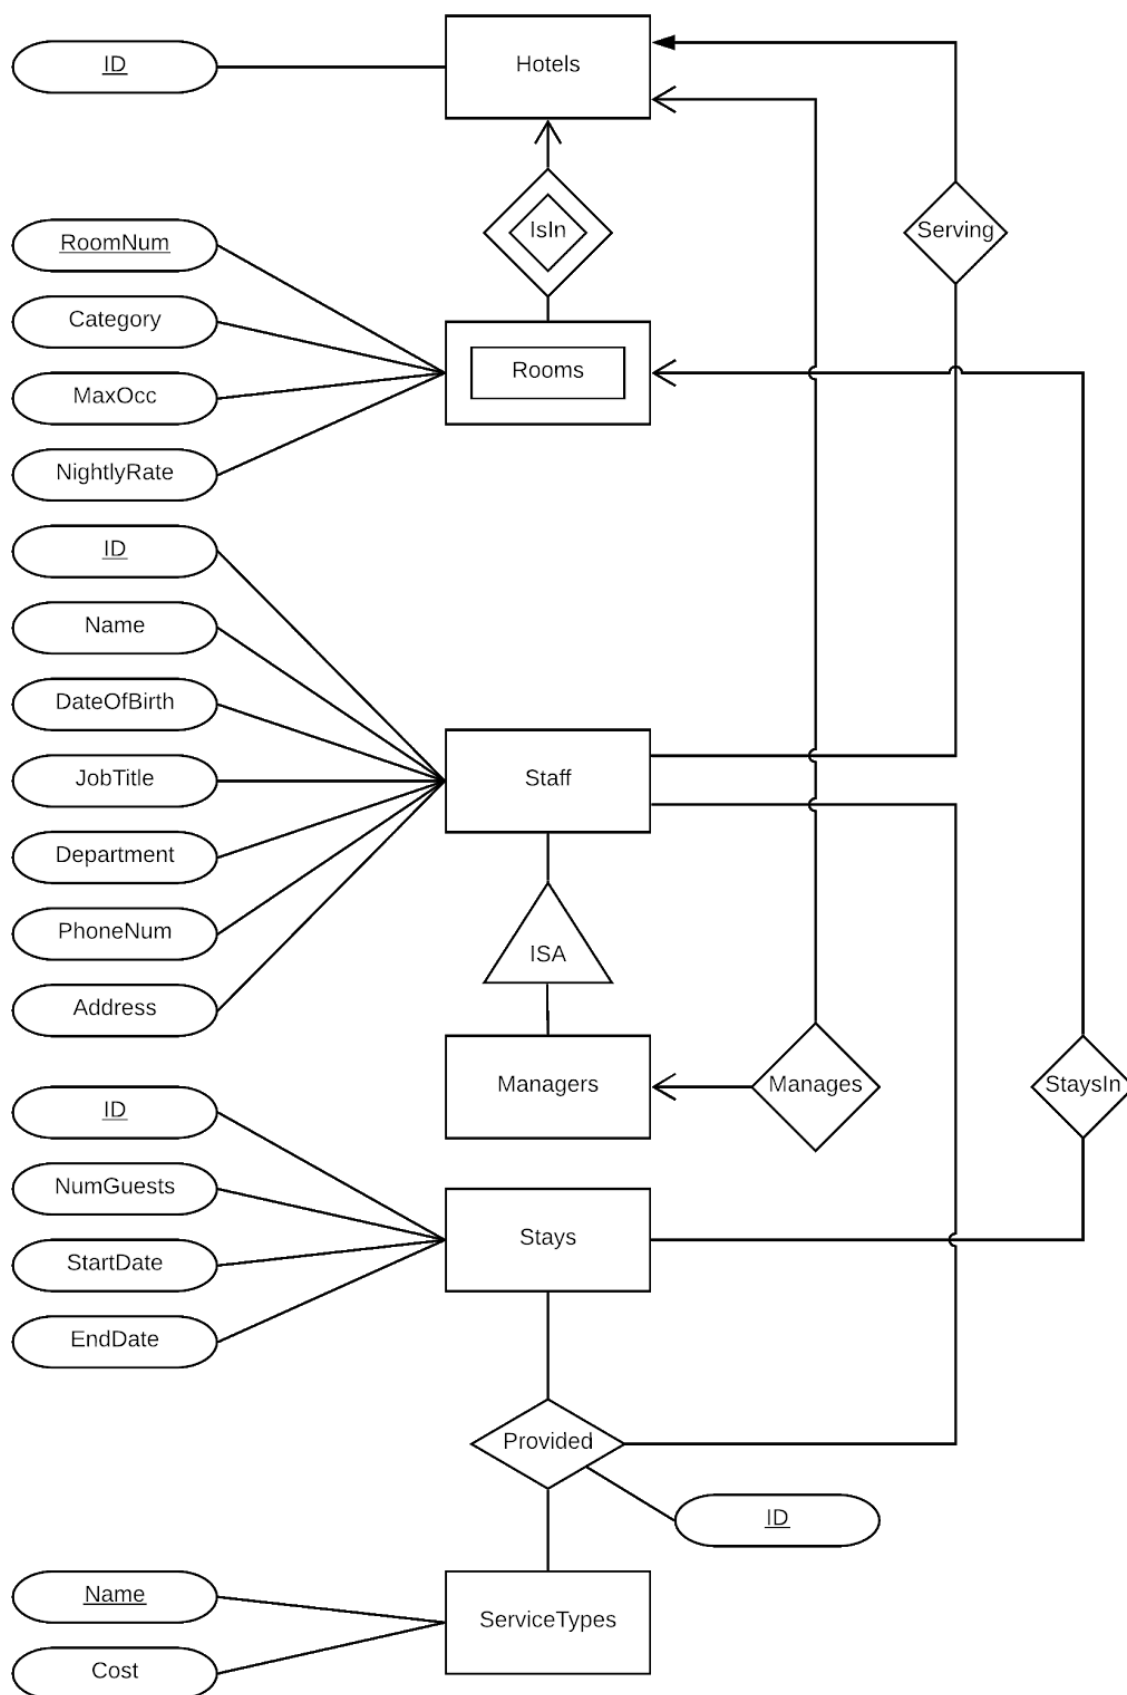 ID
Hotels
IsIn
Serving
RoomNum
Category
MaxOcc
NightlyRate
Rooms
ID
Name
DateOfBirth
JobTitle
Department
PhoneNum
Address
Staff
ISA
Managers
Manages
StaysIn
ID
NumGuests
StartDate
EndDate
Stays
Provided
ID
Name
Cost
ServiceTypes